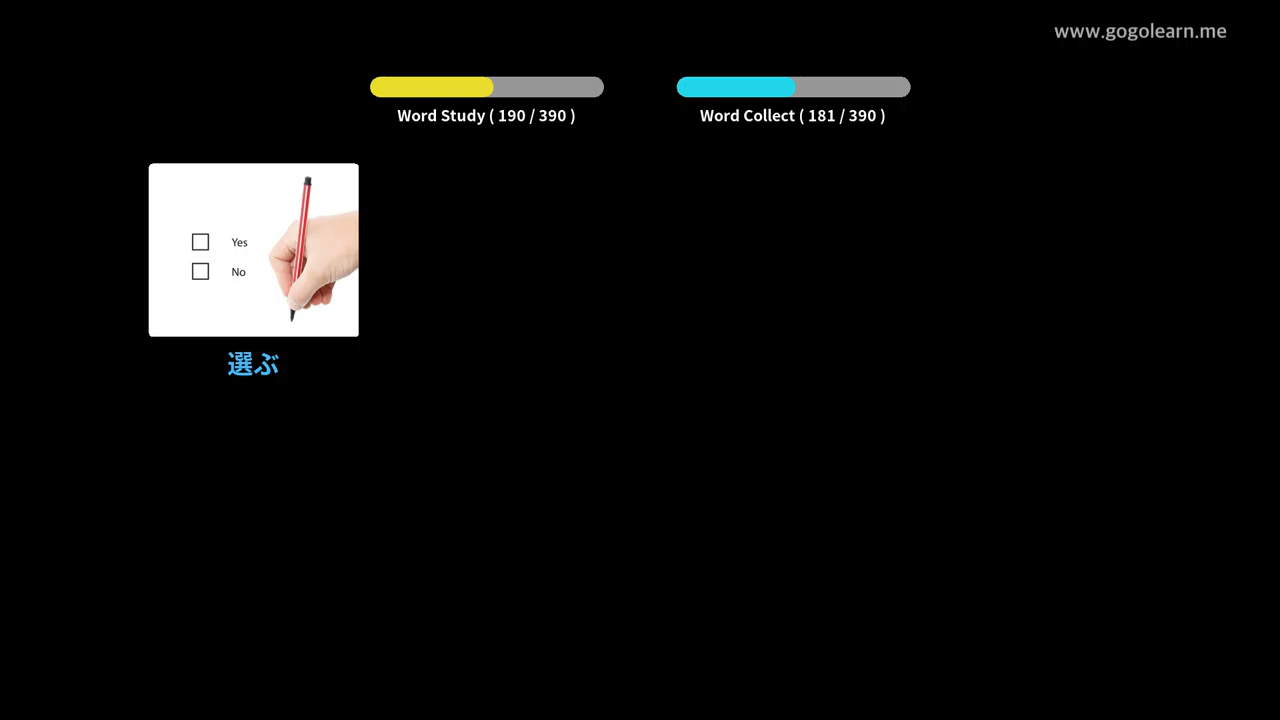 www.gogolearn.me
Word Study ( 190 / 390 )
Word Collect ( 181 / 390 )
Yes
No
選ぶ